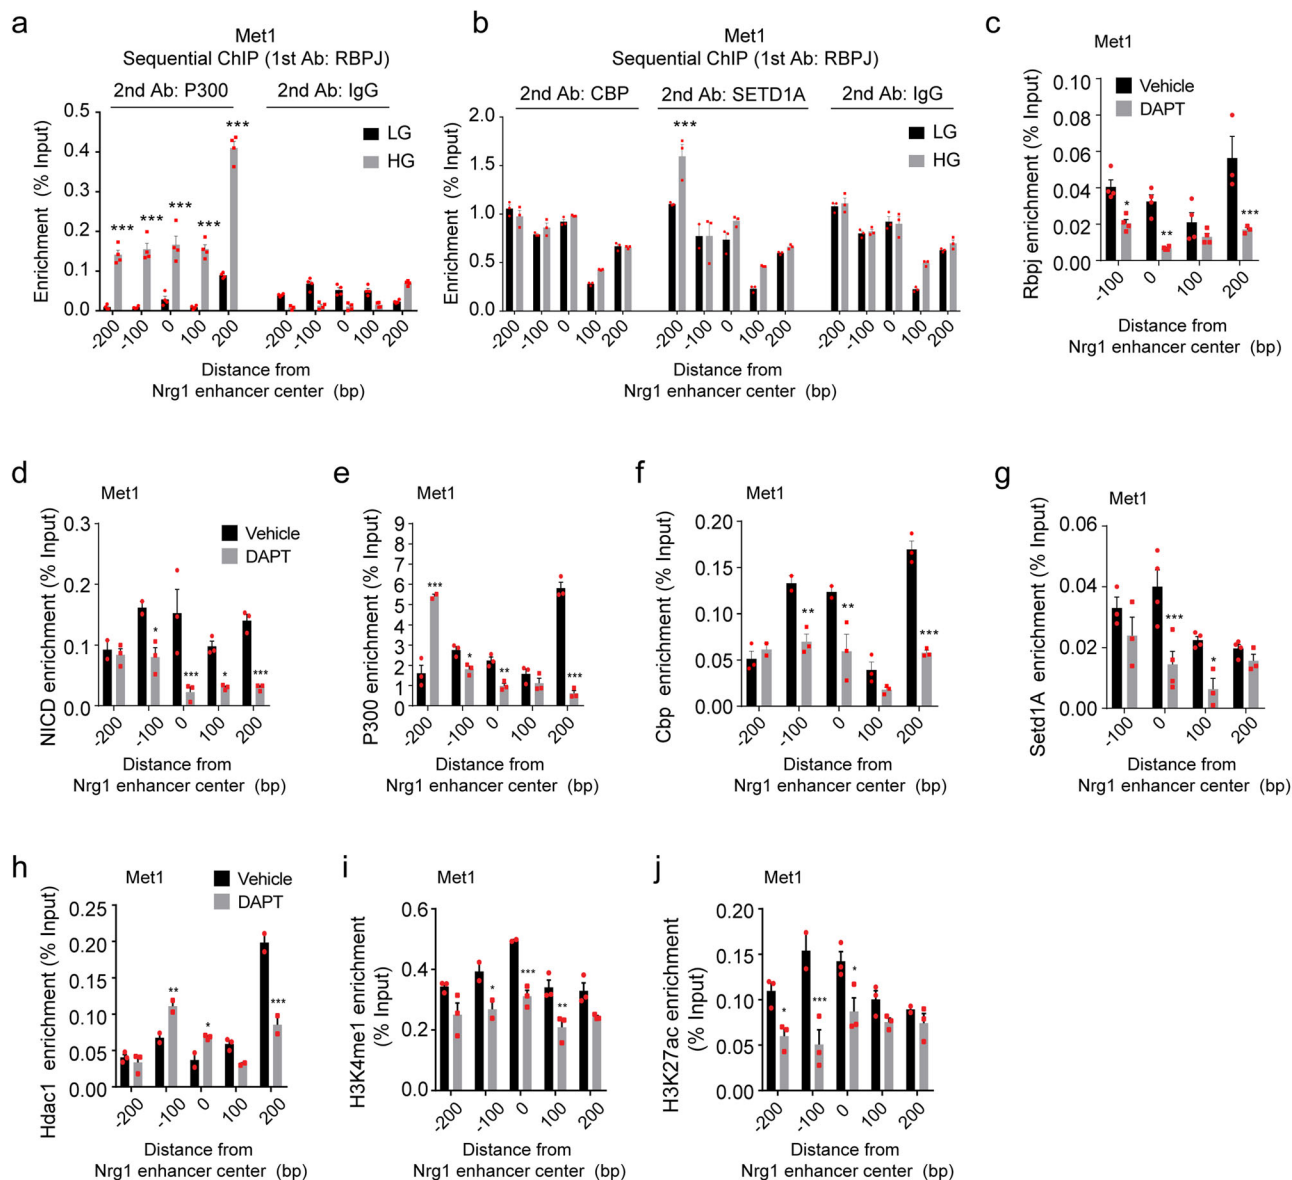 a
Met1
Sequential ChIP (1st Ab: RBPJ)
2nd Ab: P300
2nd Ab: IgG
LG
HG
Enrichment (% Input)
0.5
0.4
0.3
0.2
0.1
0.0
***
***
***
***
***
-200
-100
0
100
200
-200
-100
0
100
200
Distance from
Nrg1 enhancer center (bp)
b
Met1
Sequential ChIP (1st Ab: RBPJ)
2nd Ab: CBP
2nd Ab: SETD1A
2nd Ab: IgG
LG
HG
Enrichment (% Input)
2.0
1.5
1.0
0.5
0.0
***
-200
-100
0
100
200
-200
-100
0
100
200
-200
-100
0
100
200
Distance from
Nrg1 enhancer center (bp)
c
Met1
Vehicle
DAPT
Rbpj enrichment (% Input)
0.10
0.08
0.06
0.04
0.02
0.00
*
**
***
-100
0
100
200
Distance from
Nrg1 enhancer center (bp)
d
Met1
Vehicle
DAPT
NICD enrichment (% Input)
0.3
0.2
0.1
0.0
*
***
*
***
-200
-100
0
100
200
Distance from
Nrg1 enhancer center (bp)
e
Met1
P300 enrichment (% Input)
9
8
7
6
5
4
3
2
1
0
***
*
**
***
-200
-100
0
100
200
Distance from
Nrg1 enhancer center (bp)
f
Met1
Cbp enrichment (% Input)
0.20
0.15
0.10
0.05
0.00
**
**
***
-200
-100
0
100
200
Distance from
Nrg1 enhancer center (bp)
g
Met1
Setd1A enrichment (% Input)
0.06
0.04
0.02
0.00
***
*
-100
0
100
200
Distance from
Nrg1 enhancer center (bp)
h
Met1
Vehicle
DAPT
Hdac1 enrichment (% Input)
0.25
0.20
0.15
0.10
0.05
0.00
**
*
***
-200
-100
0
100
200
Distance from
Nrg1 enhancer center (bp)
i
Met1
H3K4me1 enrichment
(% Input)
0.6
0.4
0.2
0.0
*
***
**
-200
-100
0
100
200
Distance from
Nrg1 enhancer center (bp)
j
Met1
H3K27ac enrichment
(% Input)
0.20
0.15
0.10
0.05
0.00
*
***
*
-200
-100
0
100
200
Distance from
Nrg1 enhancer center (bp)